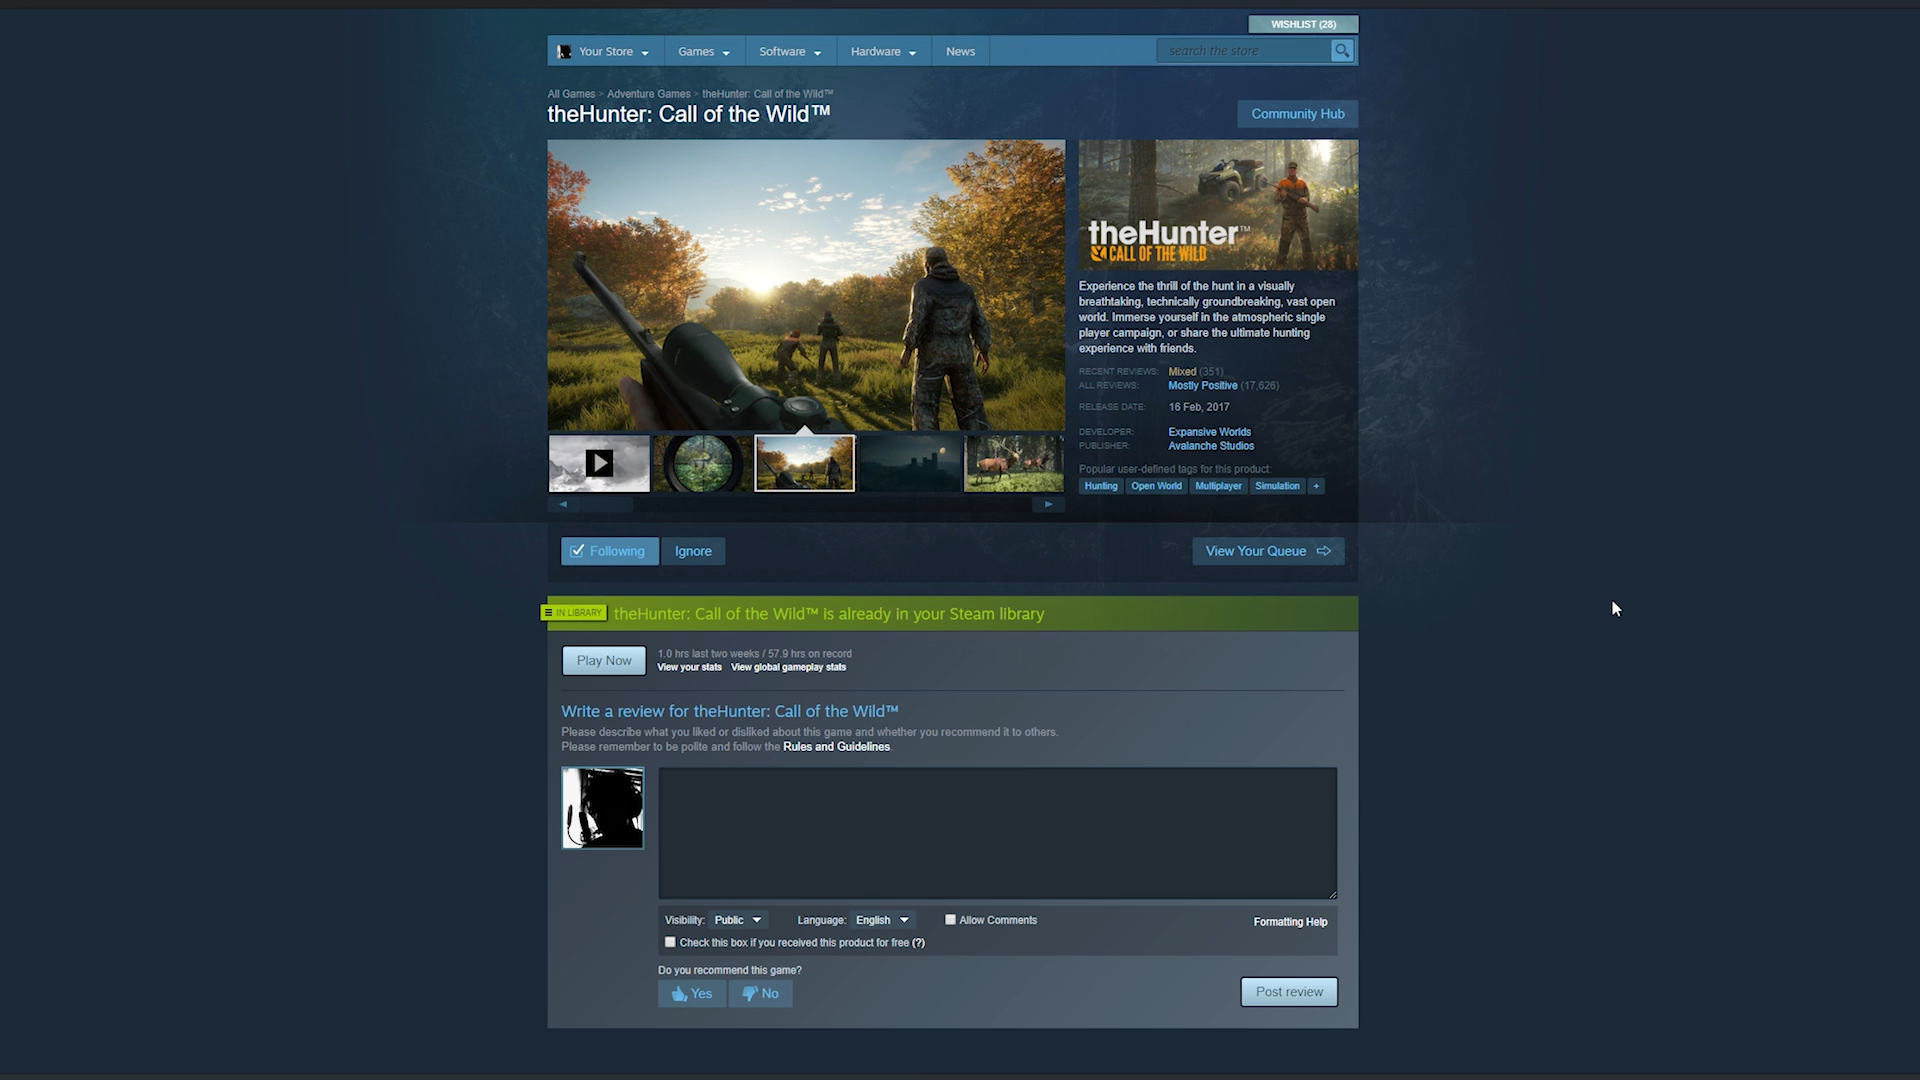 WISHLIST (28)
Your Store
Games
Software
Hardware
News
search the store
All Games > Adventure Games > theHunter: Call of the Wild™
theHunter: Call of the Wild™
Community Hub
theHunter™
CALL OF THE WILD
Experience the thrill of the hunt in a visually
breathtaking, technically groundbreaking, vast open
world. Immerse yourself in the atmospheric single
player campaign, or share the ultimate hunting
experience with friends.
RECENT REVIEWS: Mixed (351)
ALL REVIEWS: Mostly Positive (17,626)
RELEASE DATE: 16 Feb, 2017
DEVELOPER: Expansive Worlds
PUBLISHER: Avalanche Studios
Popular user-defined tags for this product:
Hunting Open World Multiplayer Simulation +
Following
Ignore
View Your Queue
IN LIBRARY
theHunter: Call of the Wild™ is already in your Steam library
Play Now
1.0 hrs last two weeks / 57.9 hrs on record
View your stats View global gameplay stats
Write a review for theHunter: Call of the Wild™
Please describe what you liked or disliked about this game and whether you recommend it to others.
Please remember to be polite and follow the Rules and Guidelines.
Visibility: Public Language: English Allow Comments
Formatting Help
Check this box if you received this product for free (?)
Do you recommend this game?
Yes
No
Post review